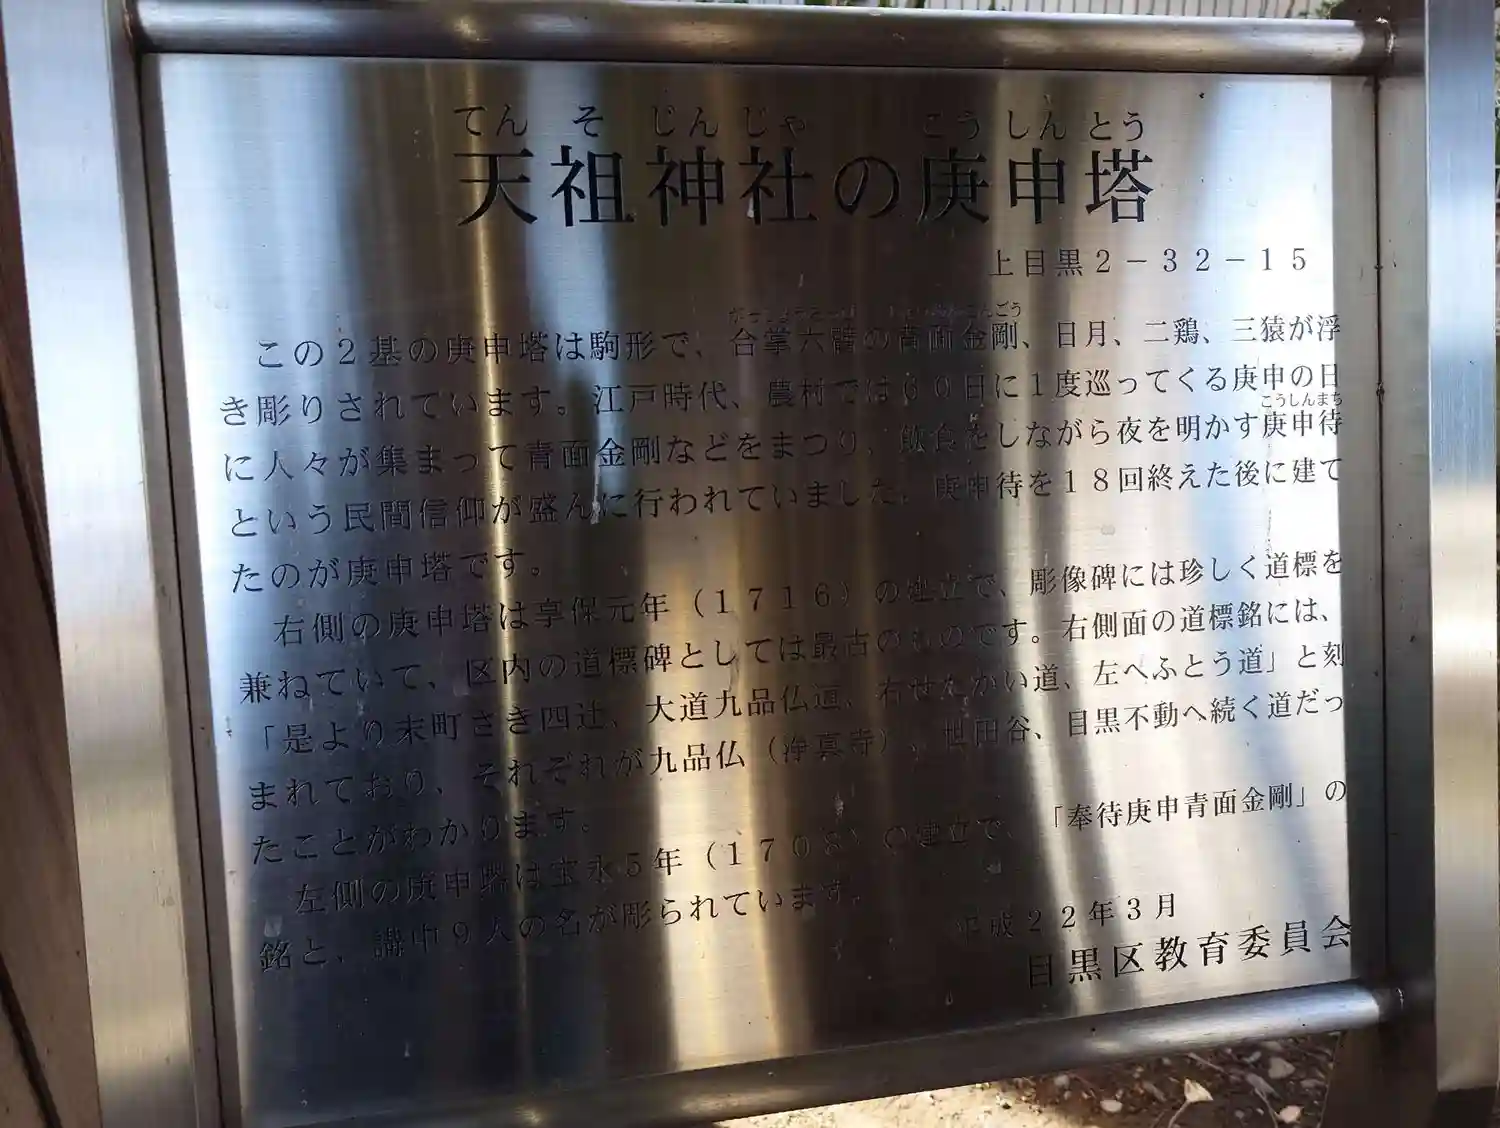 てんそじんじゃ こうしんとう
天祖神社の庚申塔
上目黒2－32－15
この2基の庚申塔は駒形で、合掌六臂の青面金剛、日月、二鶏、三猿が浮
き彫りされています。江戸時代、農村では60日に1度巡ってくる庚申の日
こうしんまち
に人々が集まって青面金剛などをまつり、飲食をしながら夜を明かす庚申待
という民間信仰が盛んに行われていました。庚申待を18回終えた後に建て
たのが庚申塔です。
右側の庚申塔は享保元年（1716）の建立で、彫像碑には珍しく道標を
兼ねていて、区内の道標碑としては最古のものです。右側面の道標銘には、
「是より末町さき四辻、大道九品仏道、右せたかい道、左へふとう道」と刻
まれており、それぞれが九品仏（浄真寺）、世田谷、目黒不動へ続く道だっ
たことがわかります。
左側の庚申塔は宝永5年（1708）の建立で、「奉待庚申青面金剛」の
銘と、講中9人の名が彫られています。
平成22年3月
目黒区教育委員会